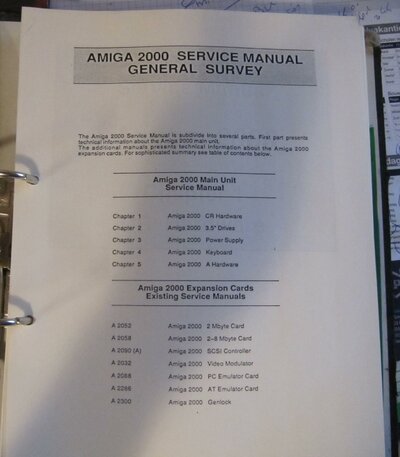 AMIGA 2000 SERVICE MANUAL
GENERAL SURVEY
The Amiga 2000 Service Manual is subdivide into several parts. First part presents
technical information about the Amiga 2000 main unit.
The additional manuals presents technical information about the Amiga 2000
expansion cards. For sophisticated summary see table of contents below.
Amiga 2000 Main Unit
Service Manual
Chapter 1 Amiga 2000 CR Hardware
Chapter 2 Amiga 2000 3.5" Drives
Chapter 3 Amiga 2000 Power Supply
Chapter 4 Amiga 2000 Keyboard
Chapter 5 Amiga 2000 A Hardware
Amiga 2000 Expansion Cards
Existing Service Manuals
A 2052 Amiga 2000 2 Mbyte Card
A 2058 Amiga 2000 2-8 Mbyte Card
A 2090 (A) Amiga 2000 SCSI Controller
A 2032 Amiga 2000 Video Modulator
A 2088 Amiga 2000 PC Emulator Card
A 2286 Amiga 2000 AT Emulator Card
A 2300 Amiga 2000 Genlock